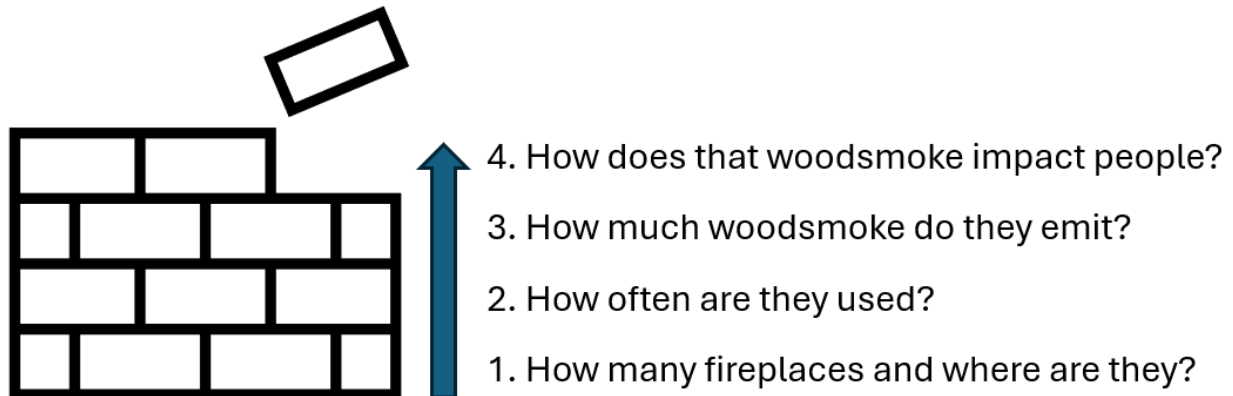 4. How does that woodsmoke impact people?
3. How much woodsmoke do they emit?
2. How often are they used?
1. How many fireplaces and where are they?